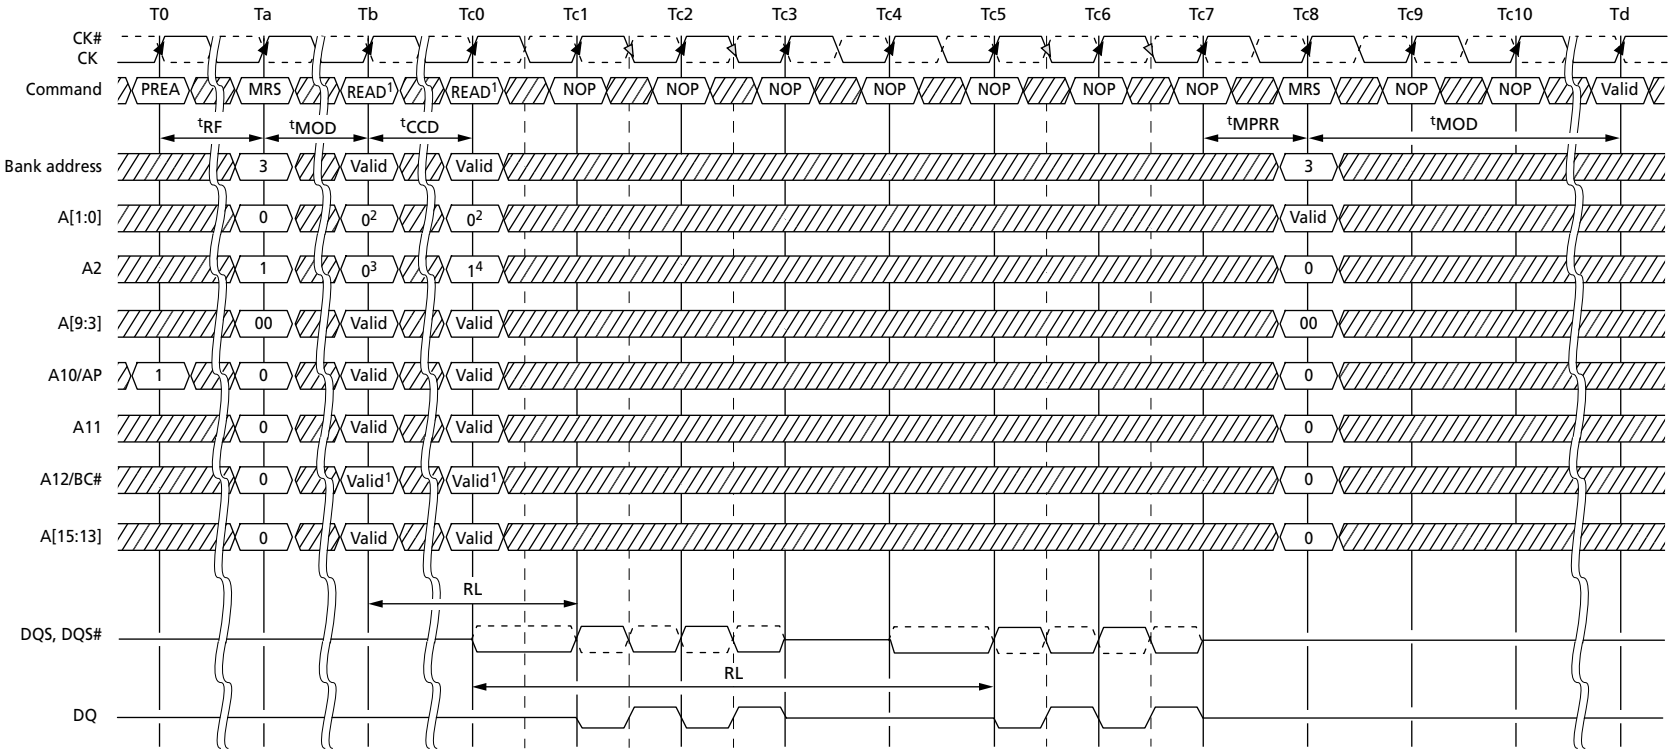 T0 Ta Tb Tc0 Tc1 Tc2 Tc3 Tc4 Tc5 Tc6 Tc7 Tc8 Tc9 Tc10 Td
CK#
CK
Command PREA MRS READ1 READ1 NOP NOP NOP NOP NOP NOP NOP MRS NOP NOP Valid
tRF tMOD tCCD tMPRR tMOD
Bank address 3 Valid Valid 3
A[1:0] 0 02 02 Valid
A2 1 03 14 0
A[9:3] 00 Valid Valid 00
A10/AP 1 0 Valid Valid 0
A11 0 Valid Valid 0
A12/BC# 0 Valid1 Valid1 0
A[15:13] 0 Valid Valid 0
RL
DQS, DQS#
RL
DQ